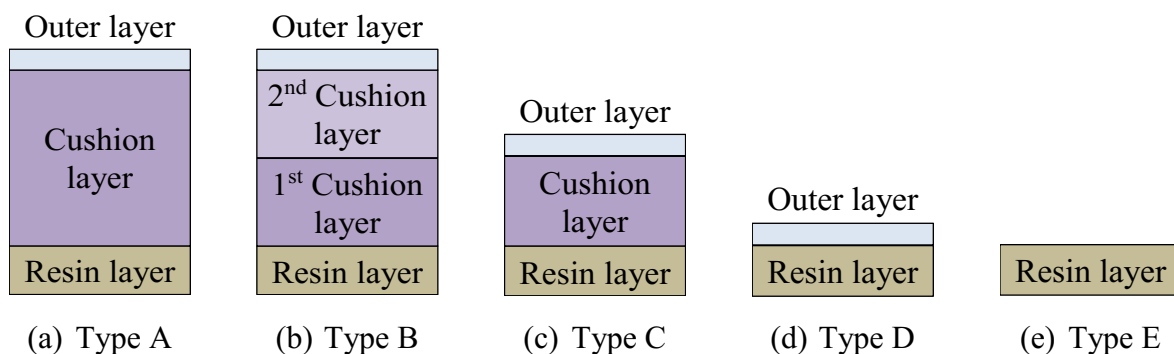 Outer layer
Cushion
layer
Resin layer
(a) Type A
Outer layer
2nd Cushion
layer
1st Cushion
layer
Resin layer
(b) Type B
Outer layer
Cushion
layer
Resin layer
(c) Type C
Outer layer
Resin layer
(d) Type D
Resin layer
(e) Type E